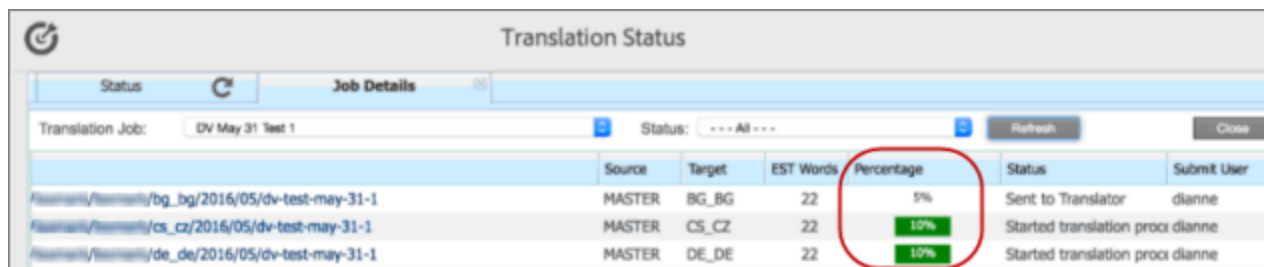 Translation Status
Status Job Details
Translation Job: DV May 31 Test 1 Status: ---All--- Refresh Close
Source Target EST Words Percentage Status Submit User
/bg_bg/2016/05/dv-test-may-31-1 MASTER BG_BG 22 5% Sent to Translator dianne
/cs_cz/2016/05/dv-test-may-31-1 MASTER CS_CZ 22 10% Started translation proce dianne
/de_de/2016/05/dv-test-may-31-1 MASTER DE_DE 22 10% Started translation proce dianne